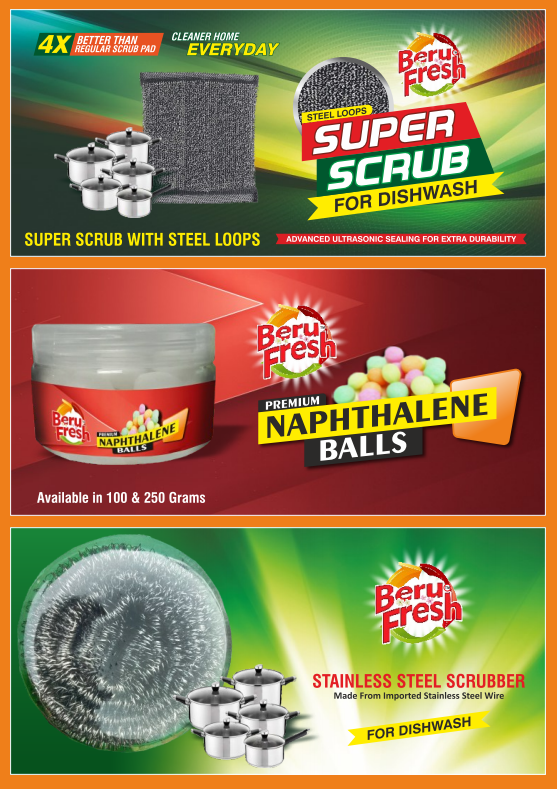 4X BETTER THAN
REGULAR SCRUB PAD
CLEANER HOME
EVERYDAY
Beru
Fresh
STEEL LOOPS
SUPER
SCRUB
FOR DISHWASH
SUPER SCRUB WITH STEEL LOOPS
ADVANCED ULTRASONIC SEALING FOR EXTRA DURABILITY
Beru
Fresh
PREMIUM
NAPHTHALENE
BALLS
Beru
Fresh
PREMIUM
NAPHTHALENE
BALLS
Available in 100 & 250 Grams
Beru
Fresh
STAINLESS STEEL SCRUBBER
Made From Imported Stainless Steel Wire
FOR DISHWASH